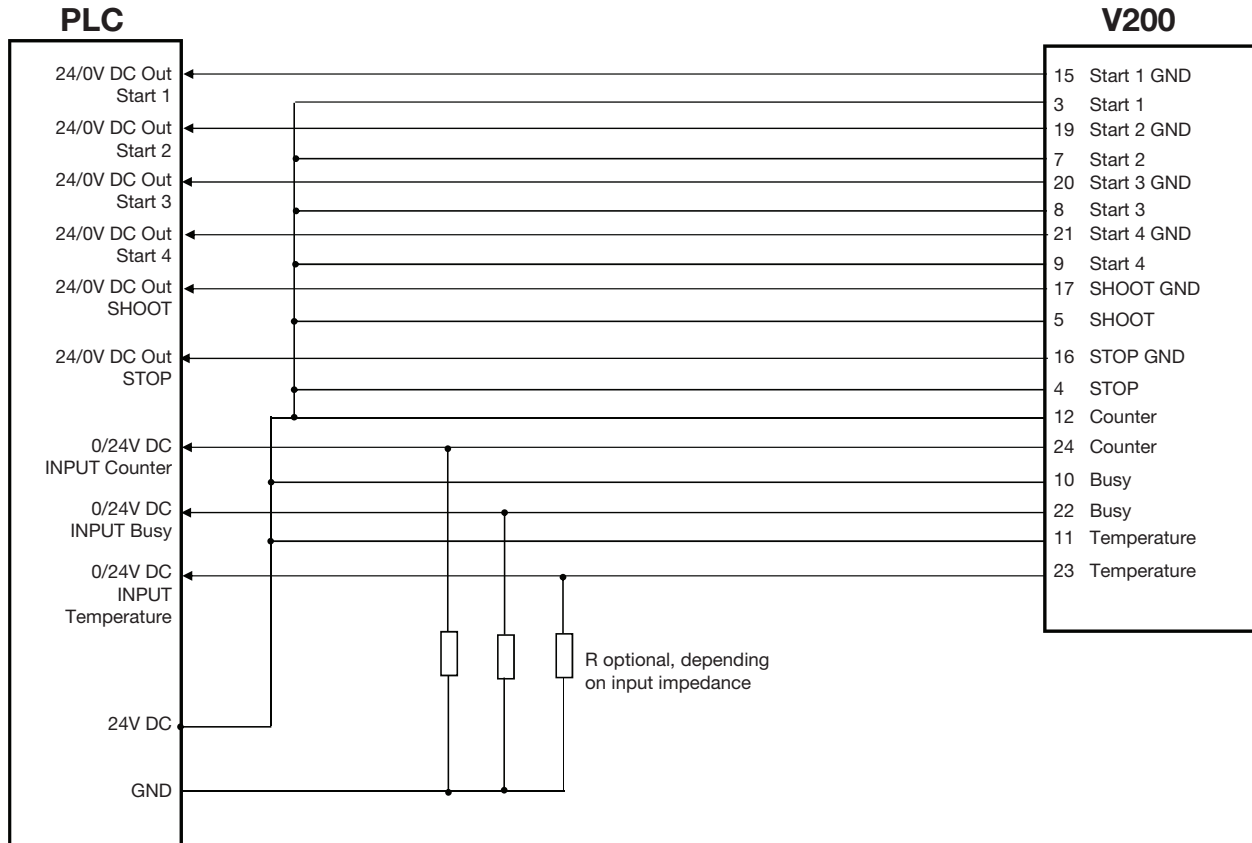 PLC
V200
24/0V DC Out
Start 1
24/0V DC Out
Start 2
24/0V DC Out
Start 3
24/0V DC Out
Start 4
24/0V DC Out
SHOOT
24/0V DC Out
STOP
0/24V DC
INPUT Counter
0/24V DC
INPUT Busy
0/24V DC
INPUT
Temperature
24V DC
GND
R optional, depending
on input impedance
15 Start 1 GND
3 Start 1
19 Start 2 GND
7 Start 2
20 Start 3 GND
8 Start 3
21 Start 4 GND
9 Start 4
17 SHOOT GND
5 SHOOT
16 STOP GND
4 STOP
12 Counter
24 Counter
10 Busy
22 Busy
11 Temperature
23 Temperature